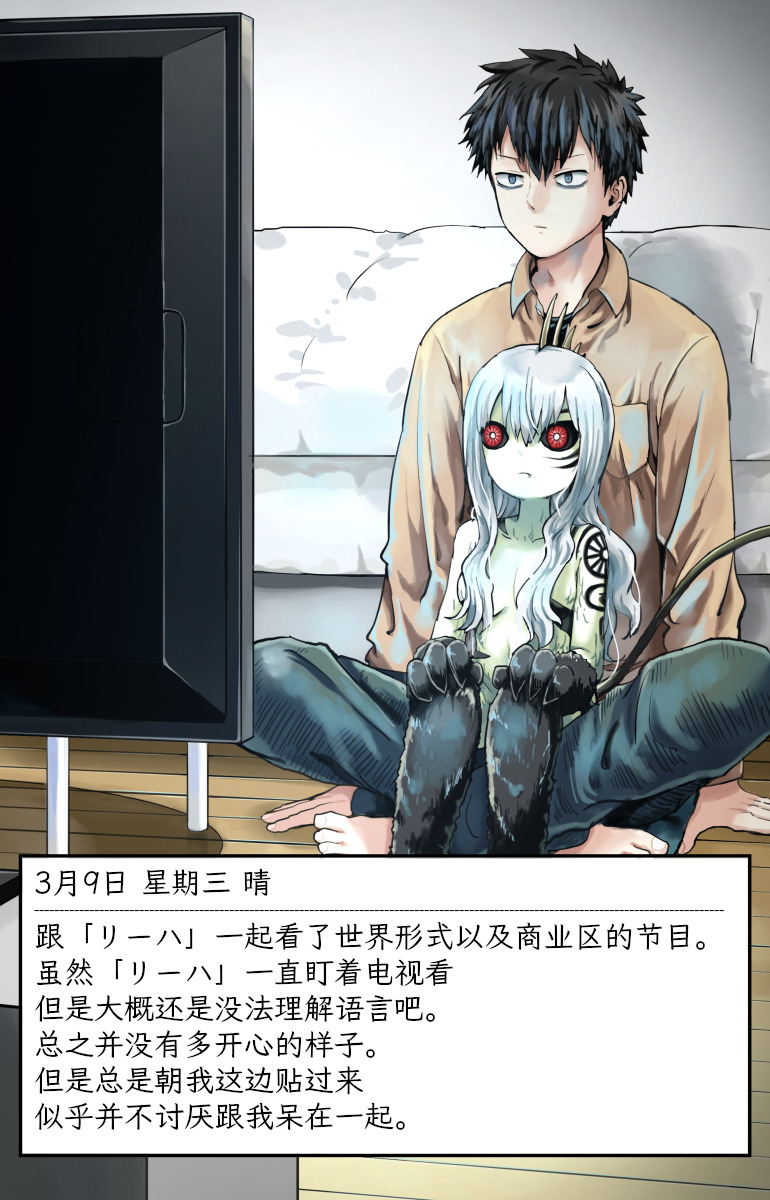 3月9日 星期三 晴
跟「リーハ」一起看了世界形式以及商业区的节目。
虽然「リーハ」一直盯着电视看
但是大概还是没法理解语言吧。
总之并没有多开心的样子。
但是总是朝我这边贴过来
似乎并不讨厌跟我呆在一起。